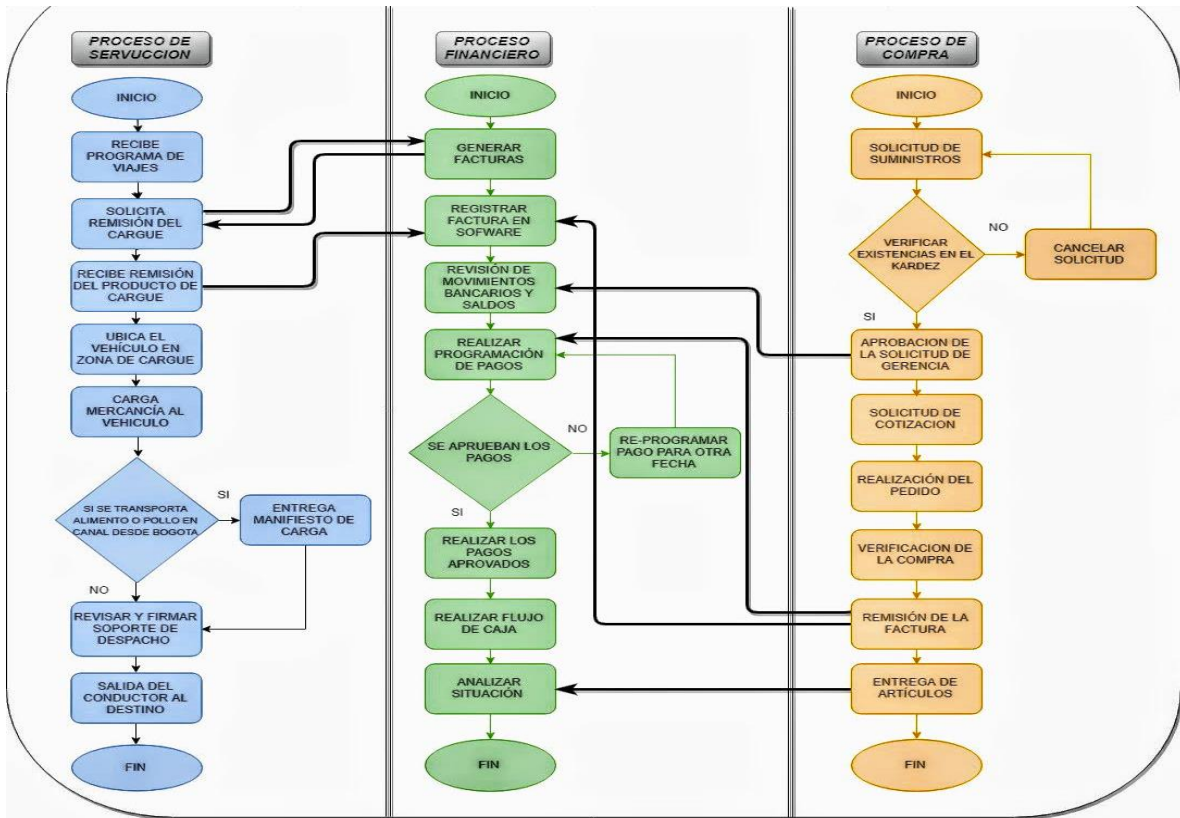 PROCESO DE
SERVUCCION
INICIO
RECIBE
PROGRAMA DE
VIAJES
SOLICITA
REMISIÓN DEL
CARGUE
RECIBE REMISIÓN
DEL PRODUCTO DE
CARGUE
UBICA EL
VEHÍCULO EN
ZONA DE CARGUE
CARGA
MERCANCÍA AL
VEHICULO
SI SE TRANSPORTA
ALIMENTO O POLLO EN
CANAL DESDE BOGOTA
SI
ENTREGA
MANIFIESTO DE
CARGA
NO
REVISAR Y FIRMAR
SOPORTE DE
DESPACHO
SALIDA DEL
CONDUCTOR AL
DESTINO
FIN
PROCESO
FINANCIERO
INICIO
GENERAR
FACTURAS
REGISTRAR
FACTURA EN
SOFWARE
REVISIÓN DE
MOVIMIENTOS
BANCARIOS Y
SALDOS
REALIZAR
PROGRAMACIÓN
DE PAGOS
SE APRUEBAN LOS
PAGOS
NO
RE-PROGRAMAR
PAGO PARA OTRA
FECHA
SI
REALIZAR LOS
PAGOS
APROVADOS
REALIZAR FLUJO
DE CAJA
ANALIZAR
SITUACIÓN
FIN
PROCESO DE
COMPRA
INICIO
SOLICITUD DE
SUMINISTROS
VERIFICAR
EXISTENCIAS EN EL
KARDEZ
NO
CANCELAR
SOLICITUD
SI
APROBACION DE
LA SOLICITUD DE
GERENCIA
SOLICITUD DE
COTIZACION
REALIZACIÓN DEL
PEDIDO
VERIFICACION DE
LA COMPRA
REMISIÓN DE LA
FACTURA
ENTREGA DE
ARTÍCULOS
FIN